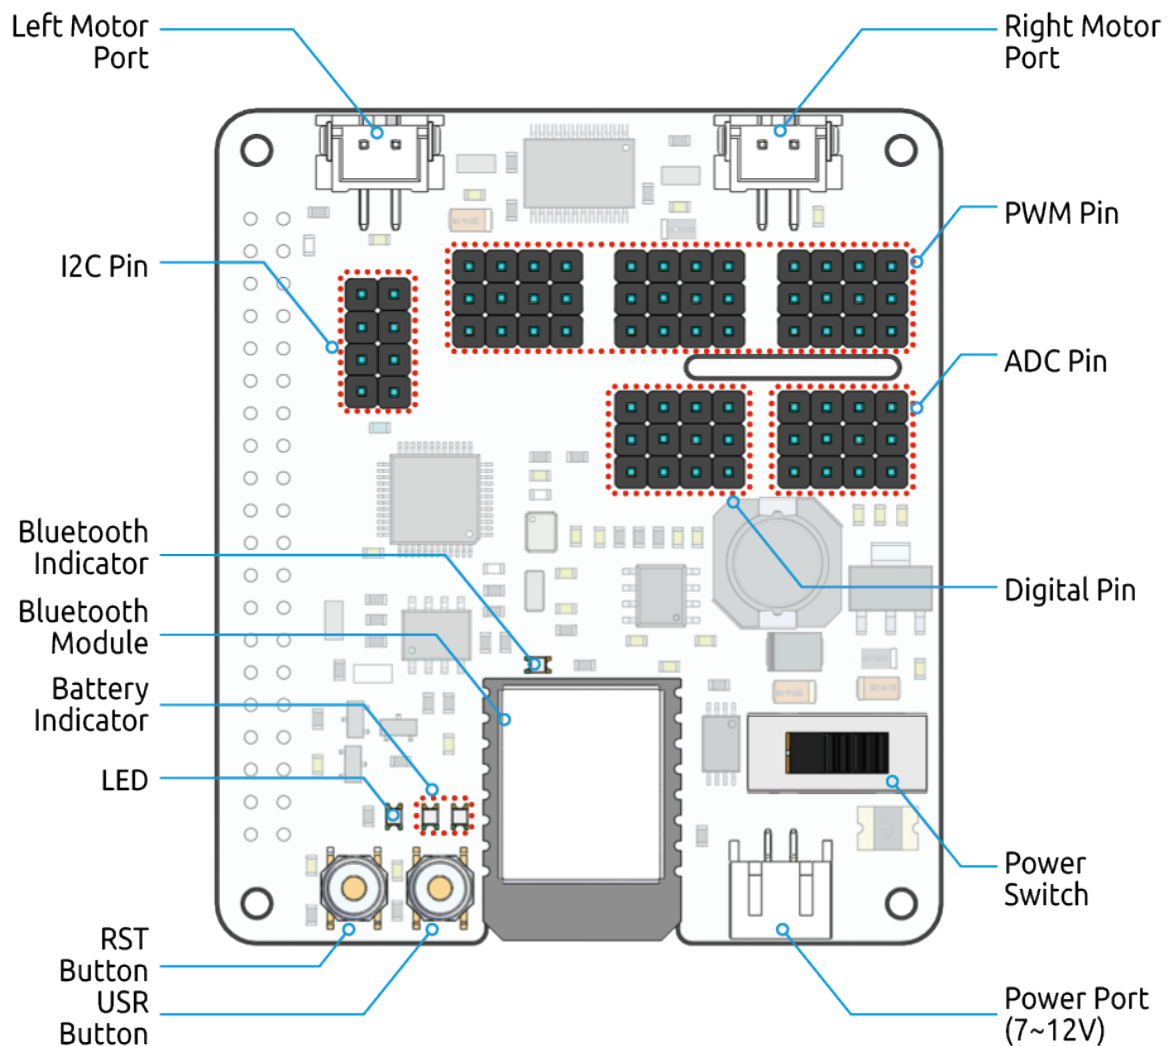 Left Motor
Port
Right Motor
Port
PWM Pin
I2C Pin
ADC Pin
Bluetooth
Indicator
Digital Pin
Bluetooth
Module
Battery
Indicator
LED
Power
Switch
RST
Button
USR
Button
Power Port
(7~12V)